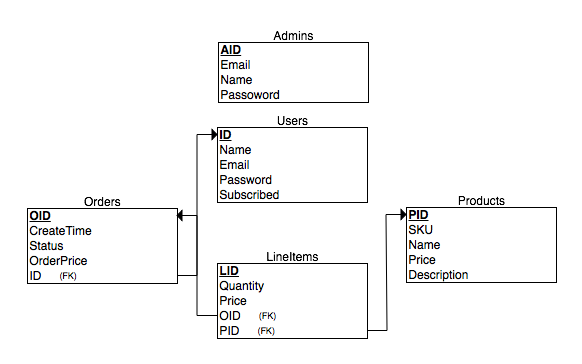 Admins
AID
Email
Name
Passoword
Users
ID
Name
Email
Password
Subscribed
Orders
OID
CreateTime
Status
OrderPrice
ID (FK)
LineItems
LID
Quantity
Price
OID (FK)
PID (FK)
Products
PID
SKU
Name
Price
Description